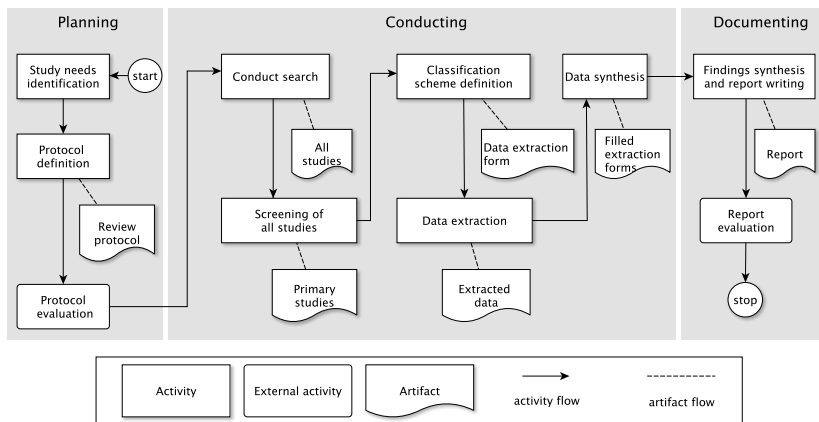 Planning
Conducting
Documenting
Study needs
identification
start
Conduct search
Classification
scheme definition
Data synthesis
Findings synthesis
and report writing
Protocol
definition
All
studies
Data extraction
form
Filled
extraction
forms
Report
Review
protocol
Screening of
all studies
Data extraction
Report
evaluation
Protocol
evaluation
Primary
studies
Extracted
data
stop
Activity
External activity
Artifact
activity flow
artifact flow